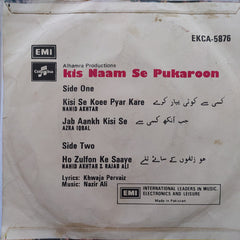 EKCA-5876
EMI
Alhamra Productions
Columbia
Kis Naam Se Pukaroon
Side One
Kisi Se Koee Pyar Kare کسی سے کوئی پیار کرے
NAHID AKHTAR
Jab Aankh Kisi Se جب آنکھ کسی سے
AZRA IQBAL
Side Two
Ho Zulfon Ke Saaye ہو زلفوں کے سائے تلے
NAHID AKHTAR & RAJAB ALI
Lyrics: Khwaja Pervaiz
Music: Nazir Ali
EMI
INTERNATIONAL LEADERS IN MUSIC,
ELECTRONICS AND LEISURE
Made in Pakistan